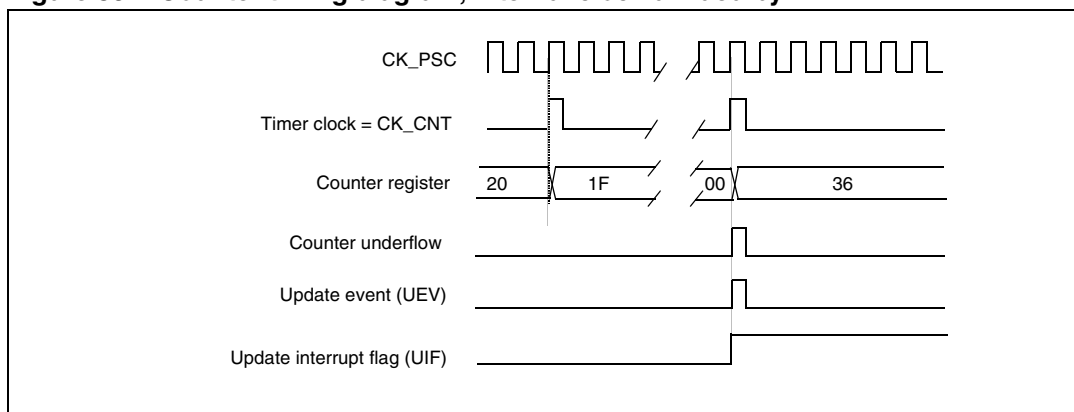 CK_PSC
Timer clock = CK_CNT
Counter register
20
1F
00
36
Counter underflow
Update event (UEV)
Update interrupt flag (UIF)